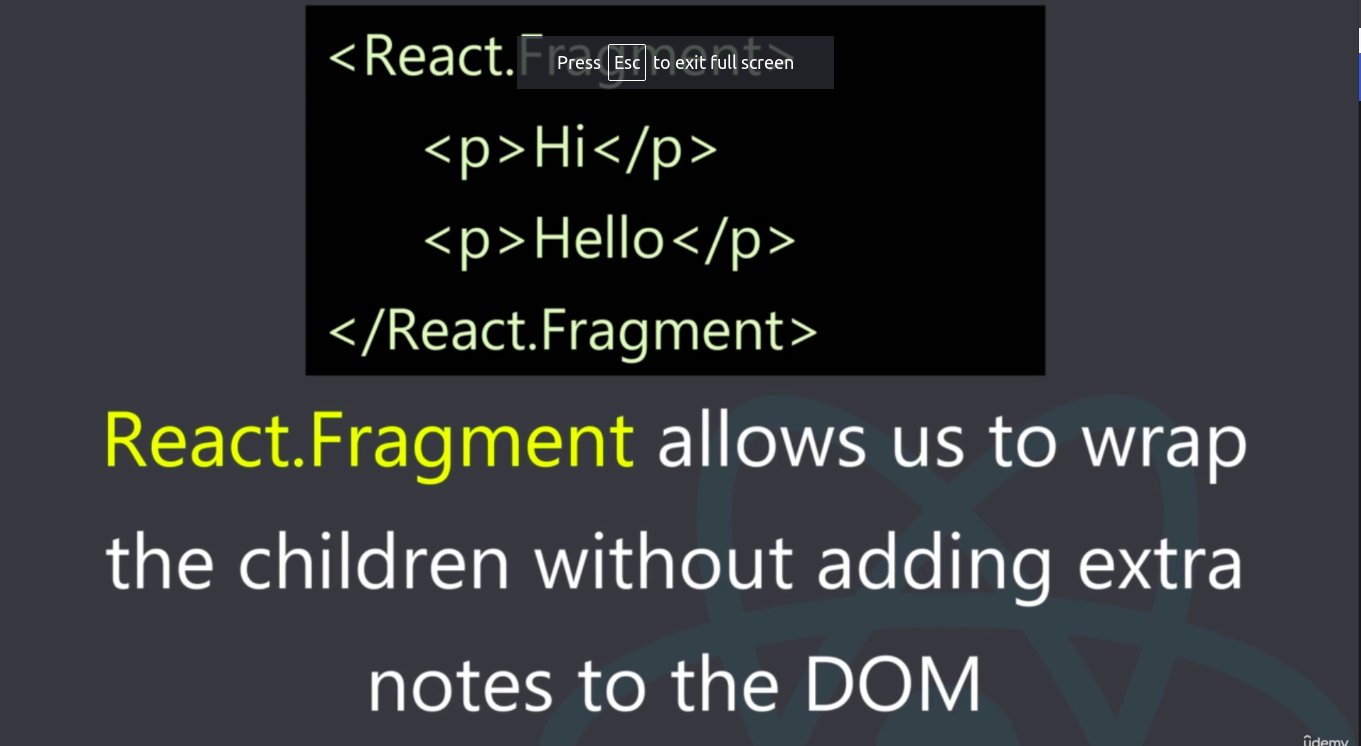 <React.Fragment>
Press Esc to exit full screen
<p>Hi</p>
<p>Hello</p>
</React.Fragment>
React.Fragment allows us to wrap
the children without adding extra
notes to the DOM
ûdemy